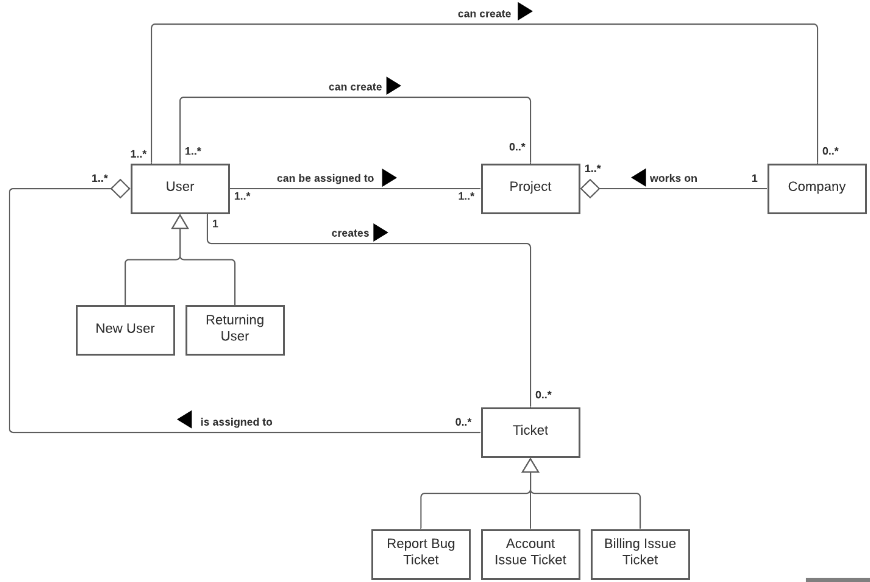 can create
can create
1..*
1..*
0..*
0..*
1..*
can be assigned to
1..*
works on
1
User
Project
Company
1..*
1..*
1
creates
New User
Returning
User
0..*
is assigned to
0..*
Ticket
Report Bug
Ticket
Account
Issue Ticket
Billing Issue
Ticket